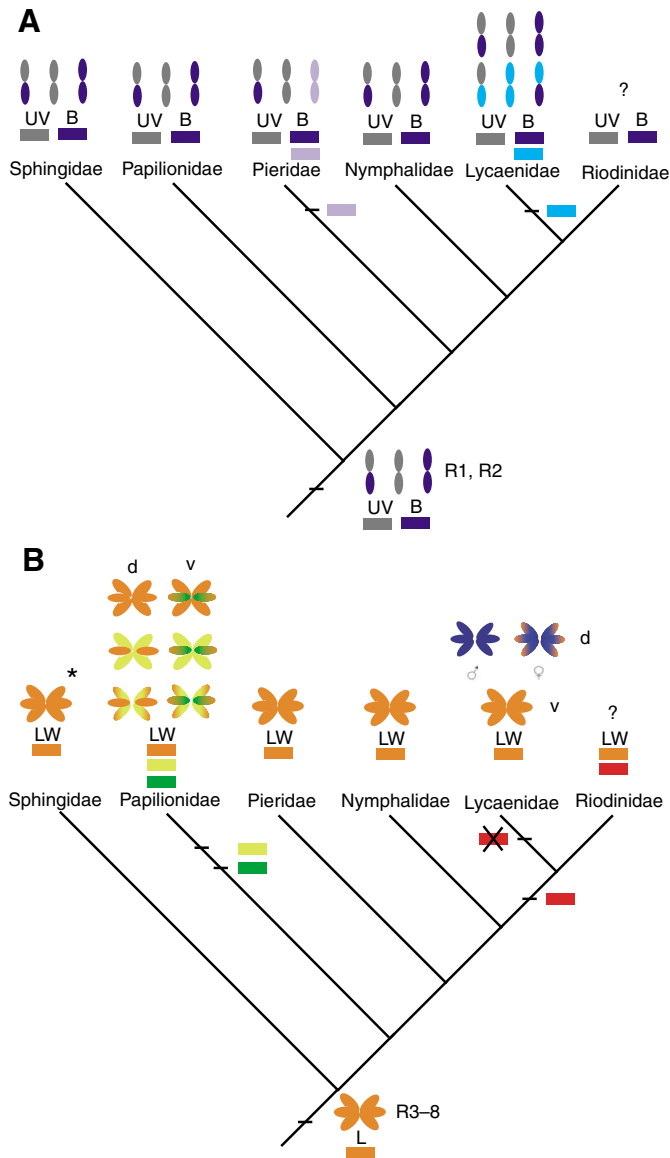 A
?
UV B UV B UV B UV B UV B UV B
Sphingidae Papilionidae Pieridae Nymphalidae Lycaenidae Riodinidae
R1, R2
UV B
B
d v
d
♂ ♀
*
v ?
LW LW LW LW LW LW
Sphingidae Papilionidae Pieridae Nymphalidae Lycaenidae Riodinidae
R3–8
L